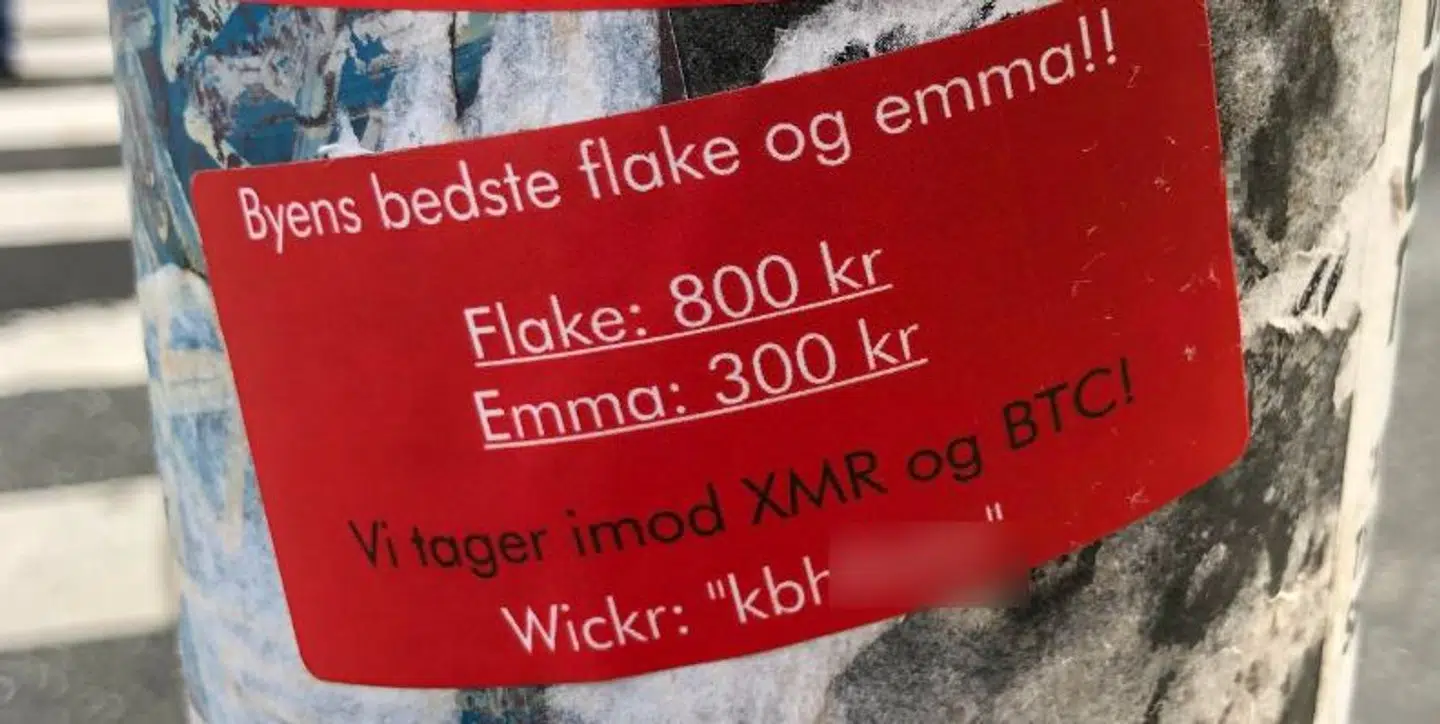 Byens bedste flake og emma!!
Flake: 800 kr
Emma: 300 kr
Vi tager imod XMR og BTC!
Wickr: "kbh "